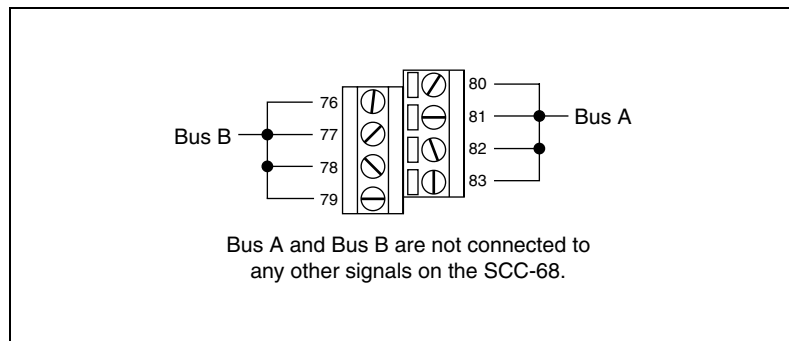 76
77
78
79
Bus B
80
81
82
83
Bus A
Bus A and Bus B are not connected to
any other signals on the SCC-68.